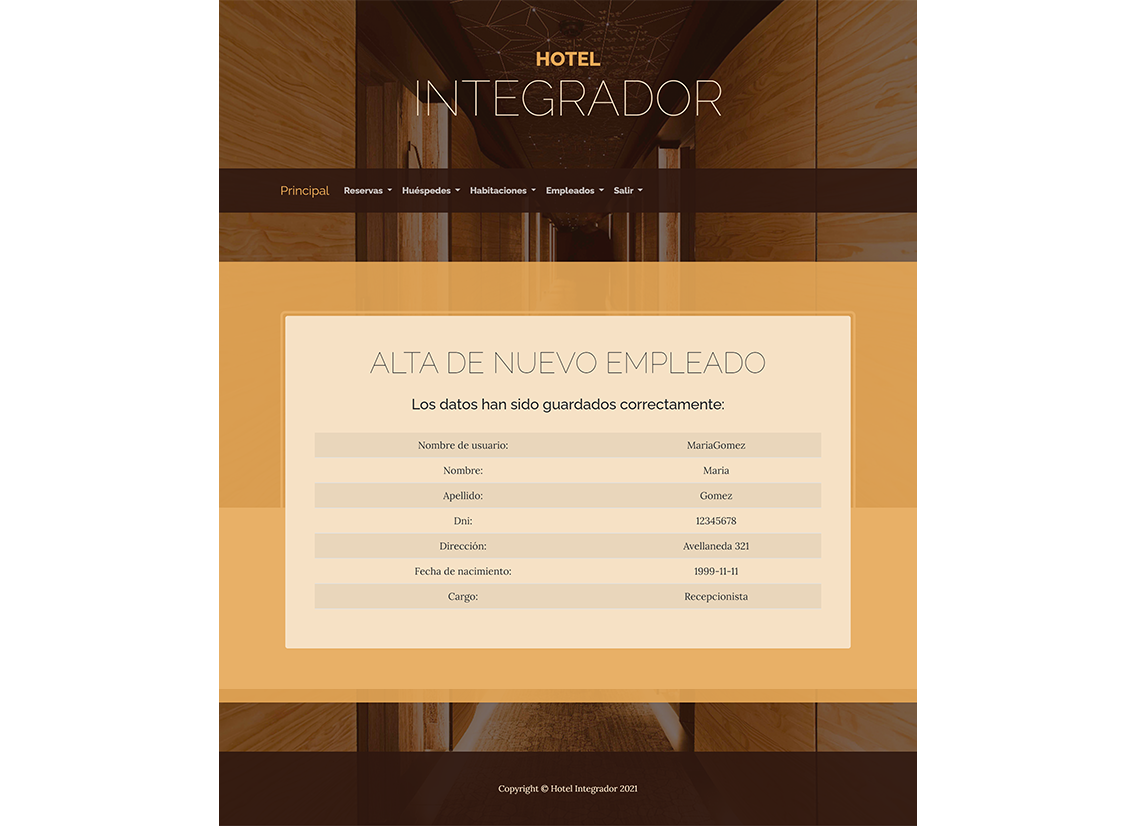 HOTEL
INTEGRADOR
Principal Reservas Huéspedes Habitaciones Empleados Salir
ALTA DE NUEVO EMPLEADO
Los datos han sido guardados correctamente:
Nombre de usuario: MariaGomez
Nombre: Maria
Apellido: Gomez
Dni: 12345678
Dirección: Avellaneda 321
Fecha de nacimiento: 1999-11-11
Cargo: Recepcionista
Copyright © Hotel Integrador 2021